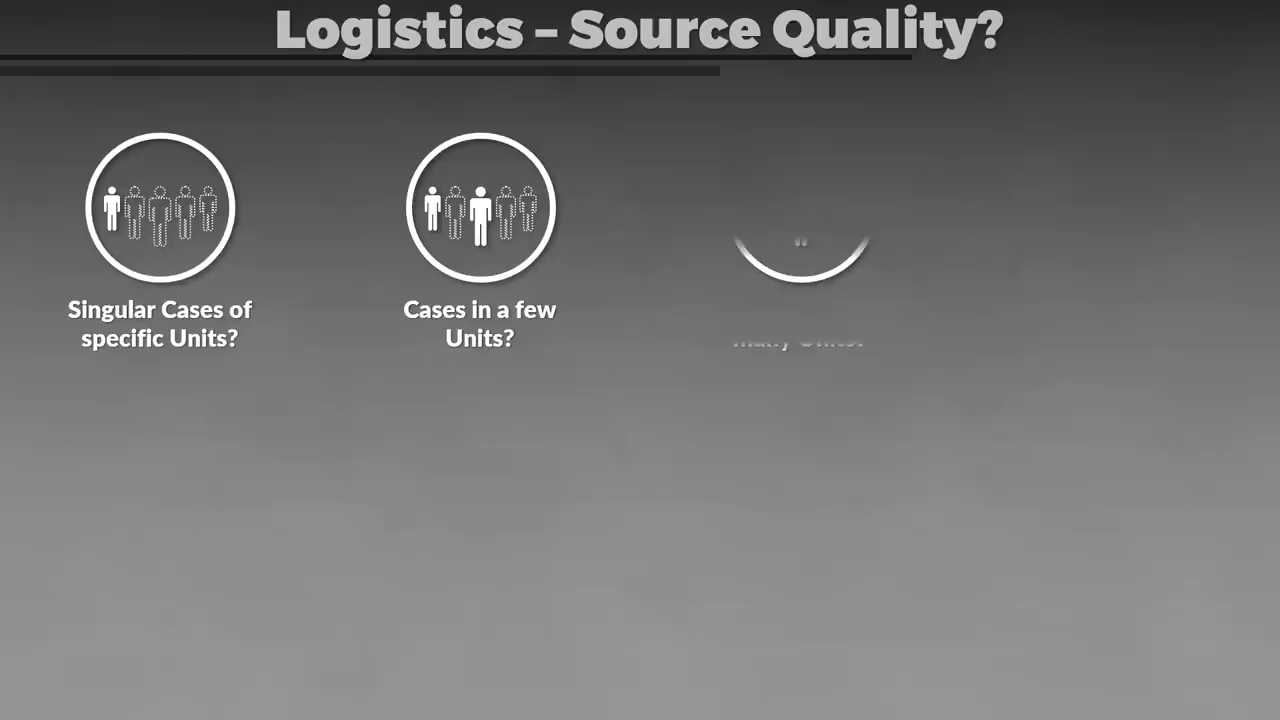 Logistics – Source Quality?
Singular Cases of
specific Units?
Cases in a few
Units?